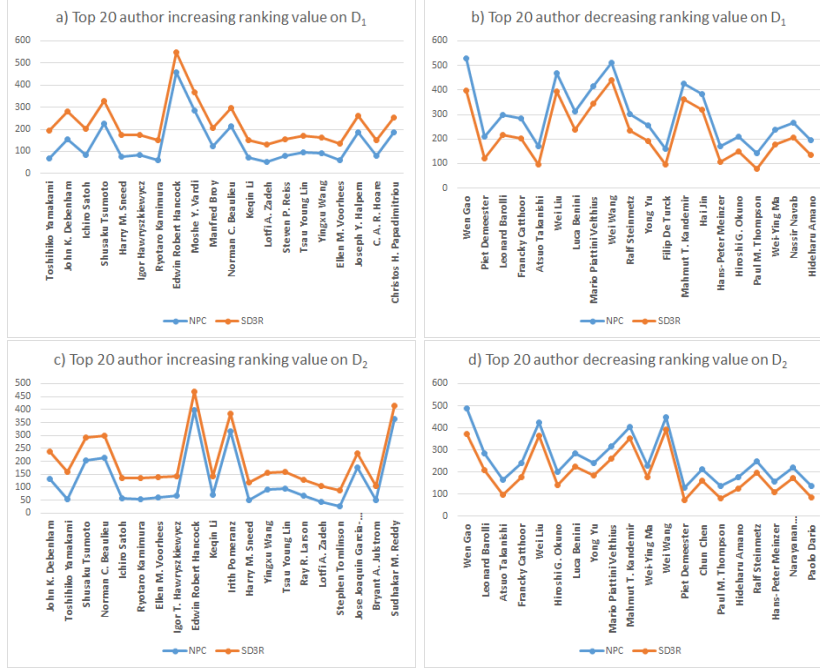 a) Top 20 author increasing ranking value on D1
600
500
400
300
200
100
0
Toshihiko Yamakami
John K. Debenham
Ichiro Satoh
Shusaku Tsumoto
Harry M. Sneed
Igor Hawryszkiewycz
Ryotaro Kamimura
Edwin Robert Hancock
Moshe Y. Vardi
Manfred Broy
Norman C. Beaulieu
Keqin Li
Lotfi A. Zadeh
Steven P. Reiss
Tsau Young Lin
Yingxu Wang
Ellen M. Voorhees
Joseph Y. Halpern
C. A. R. Hoare
Christos H. Papadimitriou
NPC SD3R
b) Top 20 author decreasing ranking value on D1
600
500
400
300
200
100
0
Wen Gao
Piet Demeester
Leonard Barolli
Francky Catthoor
Atsuo Takanishi
Wei Liu
Luca Benini
Mario Piattini Velthius
Wei Wang
Ralf Steinmetz
Yong Yu
Filip De Turck
Mahmut T. Kandemir
Hai Jin
Hans-Peter Meinzer
Hiroshi G. Okuno
Paul M. Thompson
Wei-Ying Ma
Nassir Navab
Hideharu Amano
NPC SD3R
c) Top 20 author increasing ranking value on D2
500
450
400
350
300
250
200
150
100
50
0
John K. Debenham
Toshihiko Yamakami
Shusaku Tsumoto
Norman C. Beaulieu
Ichiro Satoh
Ryotaro Kamimura
Ellen M. Voorhees
Igor T. Hawryszkiewycz
Edwin Robert Hancock
Keqin Li
Irith Pomeranz
Harry M. Sneed
Yingxu Wang
Tsau Young Lin
Ray R. Larson
Lotfi A. Zadeh
Stephen Tomlinson
Jose Joaquin Garcia-...
Bryant A. Julstrom
Sudhakar M. Reddy
NPC SD3R
d) Top 20 author decreasing ranking value on D2
600
500
400
300
200
100
0
Wen Gao
Leonard Barolli
Atsuo Takanishi
Francky Catthoor
Wei Liu
Hiroshi G. Okuno
Luca Benini
Yong Yu
Mario Piattini Velthius
Mahmut T. Kandemir
Wei-Ying Ma
Wei Wang
Piet Demeester
Chun Chen
Paul M. Thompson
Hideharu Amano
Ralf Steinmetz
Hans-Peter Meinzer
Narayanan...
Paolo Dario
NPC SD3R